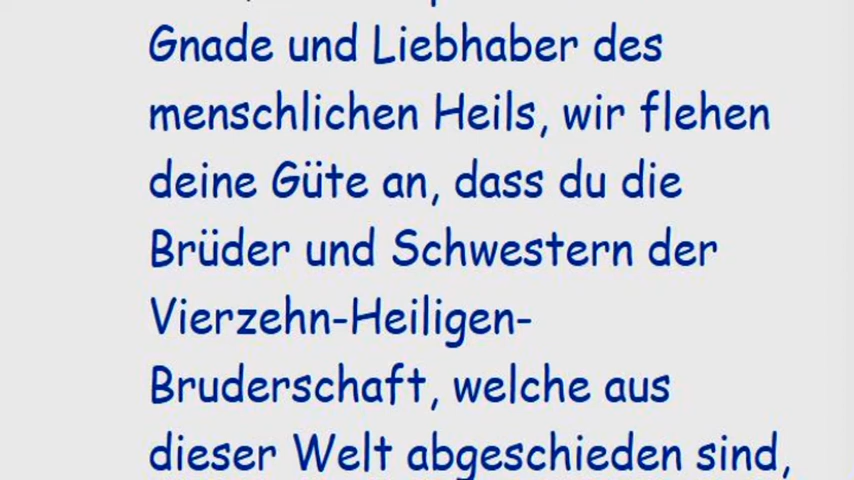 Gnade und Liebhaber des
menschlichen Heils, wir flehen
deine Güte an, dass du die
Brüder und Schwestern der
Vierzehn-Heiligen-
Bruderschaft, welche aus
dieser Welt abgeschieden sind,